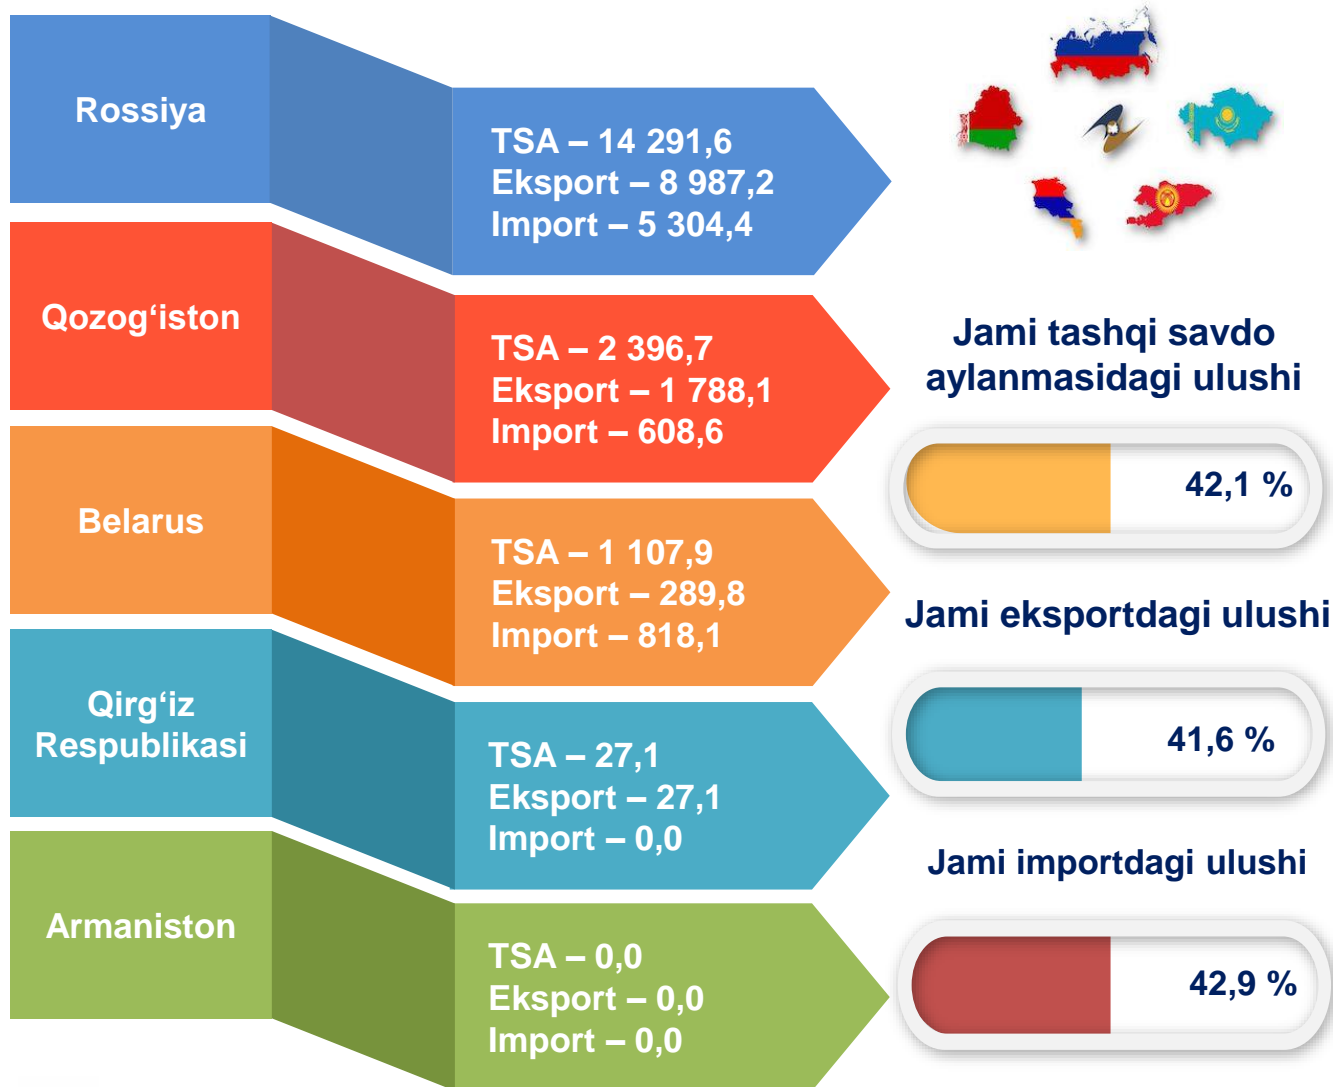 Rossiya
TSA – 14 291,6
Eksport – 8 987,2
Import – 5 304,4
Qozog‘iston
TSA – 2 396,7
Eksport – 1 788,1
Import – 608,6
Belarus
TSA – 1 107,9
Eksport – 289,8
Import – 818,1
Qirg‘iz
Respublikasi
TSA – 27,1
Eksport – 27,1
Import – 0,0
Armaniston
TSA – 0,0
Eksport – 0,0
Import – 0,0
Jami tashqi savdo
aylanmasidagi ulushi
42,1 %
Jami eksportdagi ulushi
41,6 %
Jami importdagi ulushi
42,9 %